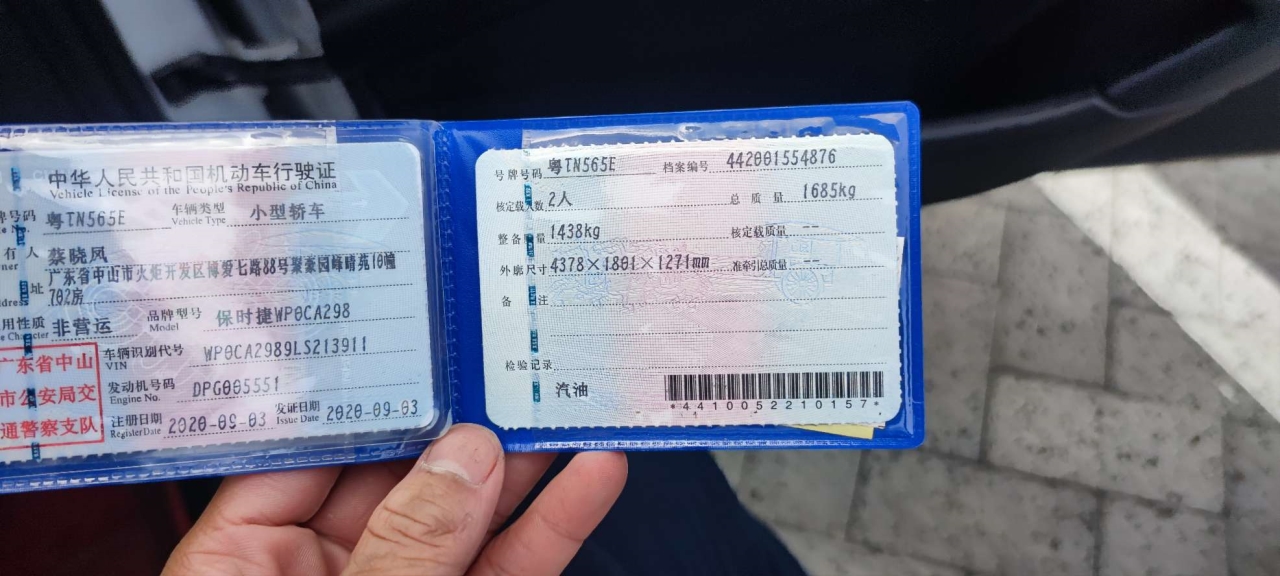 中华人民共和国机动车行驶证
Vehicle License of the People's Republic of China
牌号码 粤TN565E 车辆类型 小型轿车
Vehicle Type
有人 蔡晓凤
广东省中山市火炬开发区博爱七路88号聚豪园峰晴苑10幢
址 702房
用性质 非营运 品牌型号 保时捷WP0CA298
Model
车辆识别代号 WP0CA2989LS213911
VIN
发动机号码 DPG005551
Engine No.
注册日期 2020-09-03 发证日期 2020-09-03
Register Date Issue Date
广东省中山
市公安局交
通警察支队
号牌号码 粤TN565E 档案编号 442001554876
核定载人数 2人 总质量 1685kg
整备质量 1438kg 核定载质量 --
外廓尺寸 4378×1801×1271mm 准牵引总质量 --
备注
检验记录
汽油
*4410052210157*